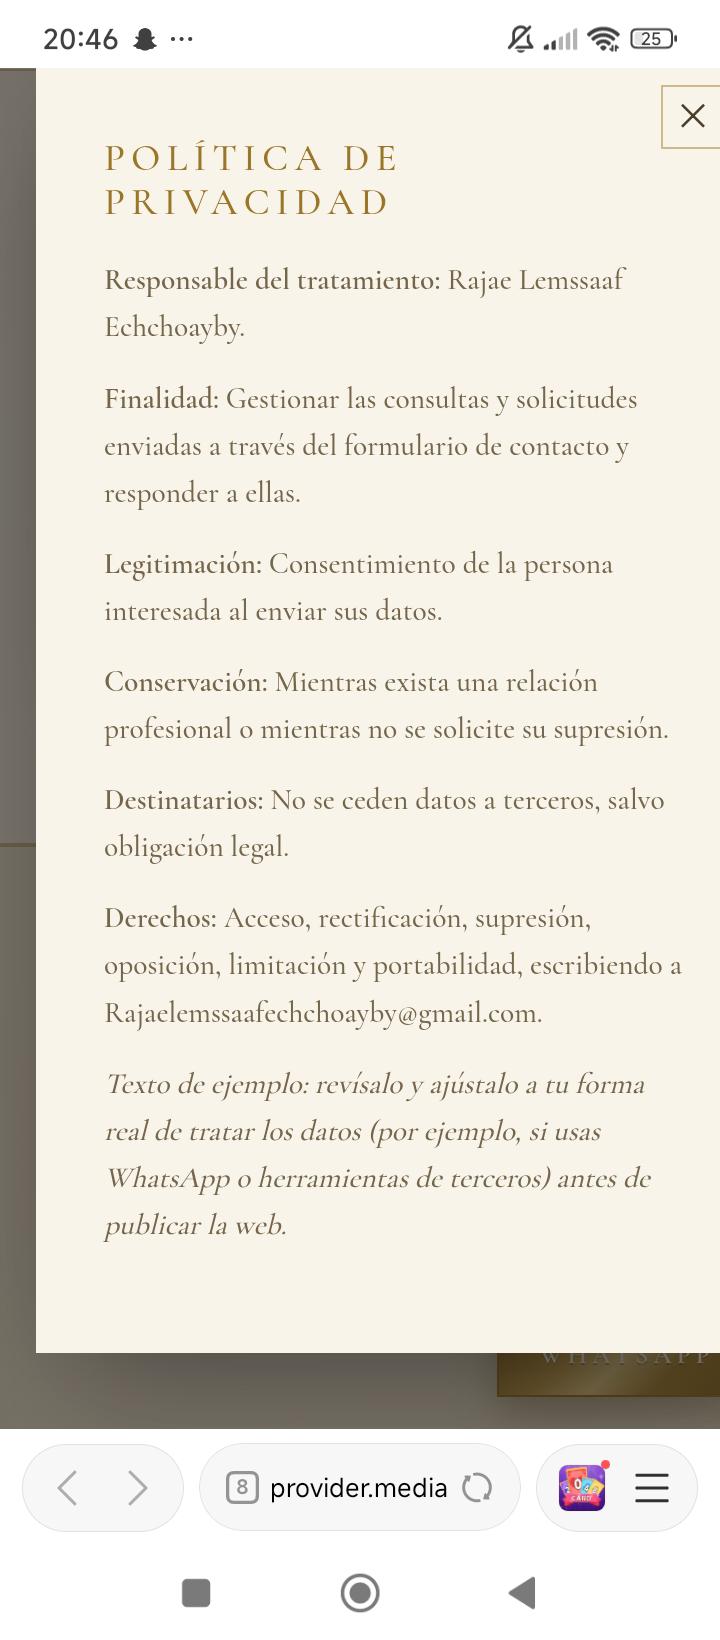 20:46
25
POLÍTICA DE
PRIVACIDAD
Responsable del tratamiento: Rajae Lemssaaf
Echchoayby.
Finalidad: Gestionar las consultas y solicitudes
enviadas a través del formulario de contacto y
responder a ellas.
Legitimación: Consentimiento de la persona
interesada al enviar sus datos.
Conservación: Mientras exista una relación
profesional o mientras no se solicite su supresión.
Destinatarios: No se ceden datos a terceros, salvo
obligación legal.
Derechos: Acceso, rectificación, supresión,
oposición, limitación y portabilidad, escribiendo a
Rajaelemssaafechchoayby@gmail.com.
Texto de ejemplo: revísalo y ajústalo a tu forma
real de tratar los datos (por ejemplo, si usas
WhatsApp o herramientas de terceros) antes de
publicar la web.
WHATSAPP
8 provider.media